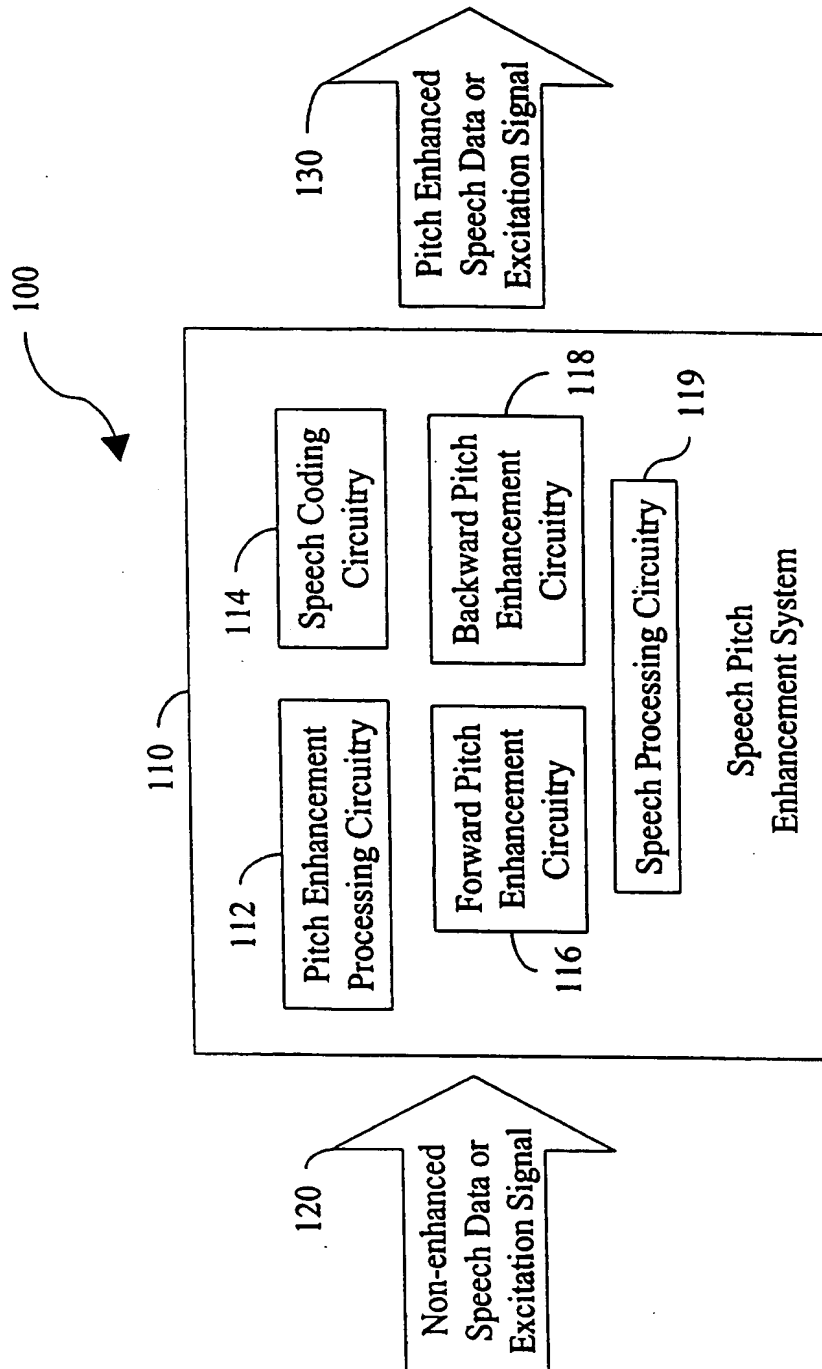 100
110
120
Non-enhanced
Speech Data or
Excitation Signal
112
Pitch Enhancement
Processing Circuitry
114
Speech Coding
Circuitry
Forward Pitch
Enhancement
Circuitry
116
Backward Pitch
Enhancement
Circuitry
118
Speech Processing Circuitry
119
Speech Pitch
Enhancement System
130
Pitch Enhanced
Speech Data or
Excitation Signal